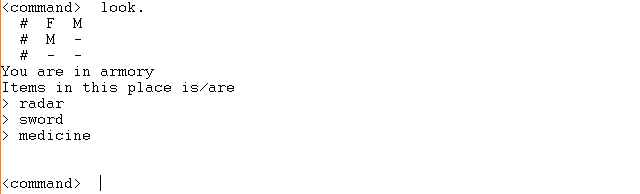 <command>  look.
  #  F  M
  #  M  -
  #  -  -
You are in armory
Items in this place is/are
> radar
> sword
> medicine
<command>